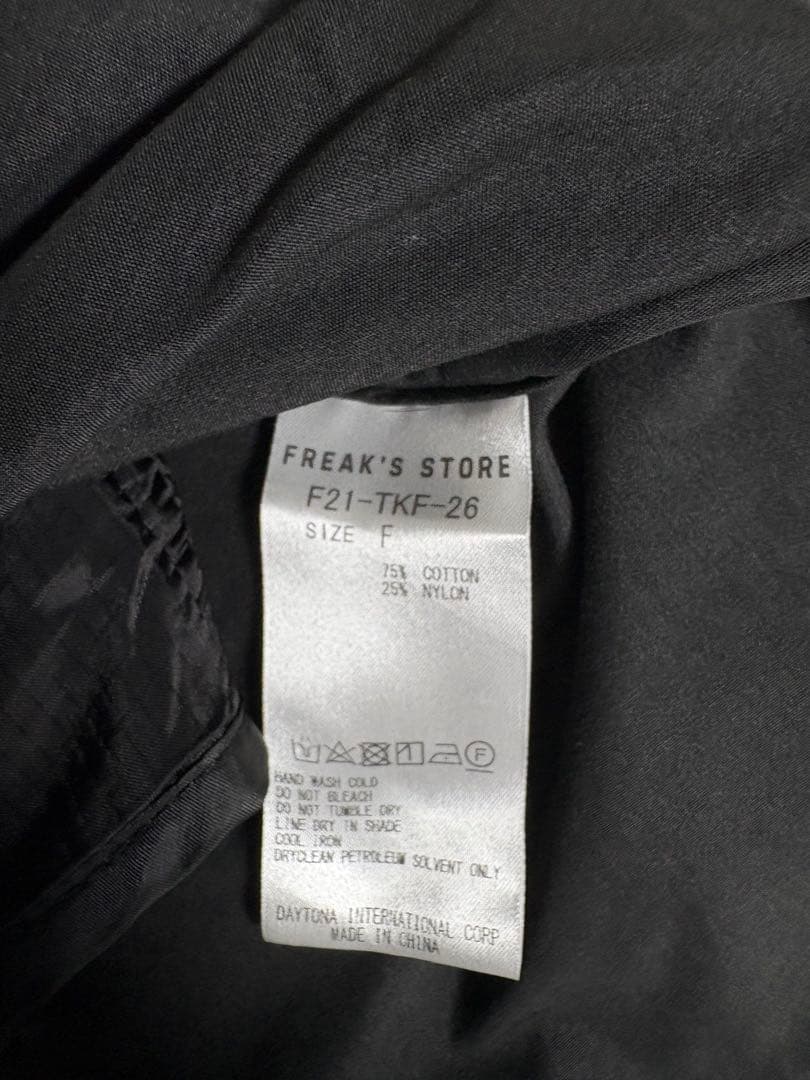 FREAK'S STORE
F21-TKF-26
SIZE F
75% COTTON
25% NYLON
F
HAND WASH COLD
DO NOT BLEACH
DO NOT TUMBLE DRY
LINE DRY IN SHADE
COOL IRON
DRYCLEAN PETROLEUM SOLVENT ONLY
DAYTONA INTERNATIONAL CORP
MADE IN CHINA